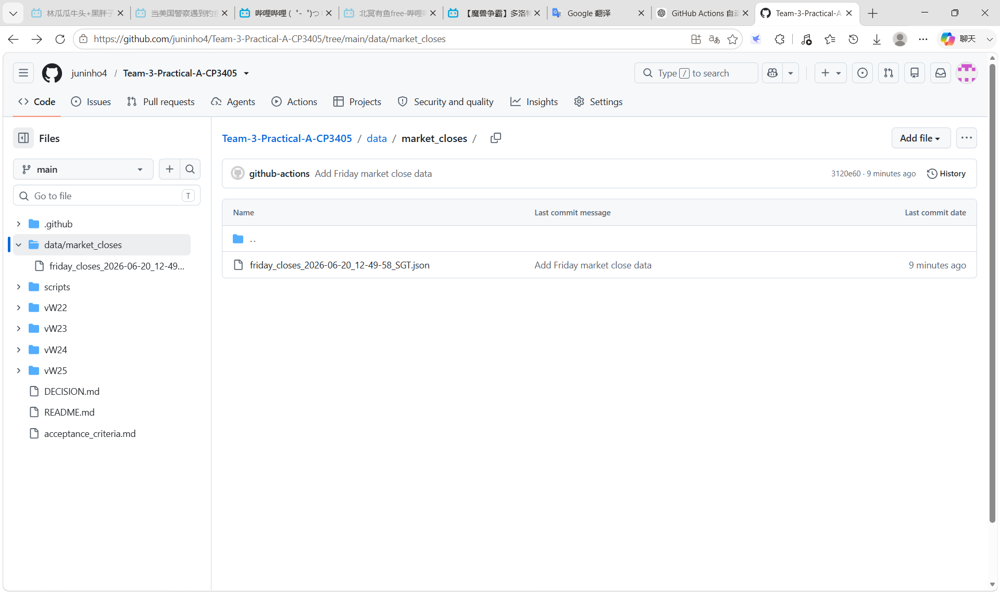 林瓜瓜牛头+黑胖子
当美国警察遇到钓鱼
哔哩哔哩 (゜-゜)つ
北冥有鱼free-哔哩哔
【魔兽争霸】多洛特
Google 翻译
GitHub Actions 自动
Team-3-Practical-A-
https://github.com/juninho4/Team-3-Practical-A-CP3405/tree/main/data/market_closes
聊天
juninho4 / Team-3-Practical-A-CP3405
Type / to search
Code
Issues
Pull requests
Agents
Actions
Projects
Security and quality
Insights
Settings
Files
main
Go to file
T
.github
data/market_closes
friday_closes_2026-06-20_12-49...
scripts
vW22
vW23
vW24
vW25
DECISION.md
README.md
acceptance_criteria.md
Team-3-Practical-A-CP3405 / data / market_closes /
Add file
github-actions Add Friday market close data
3120e60 · 9 minutes ago
History
Name Last commit message Last commit date
..
friday_closes_2026-06-20_12-49-58_SGT.json Add Friday market close data 9 minutes ago